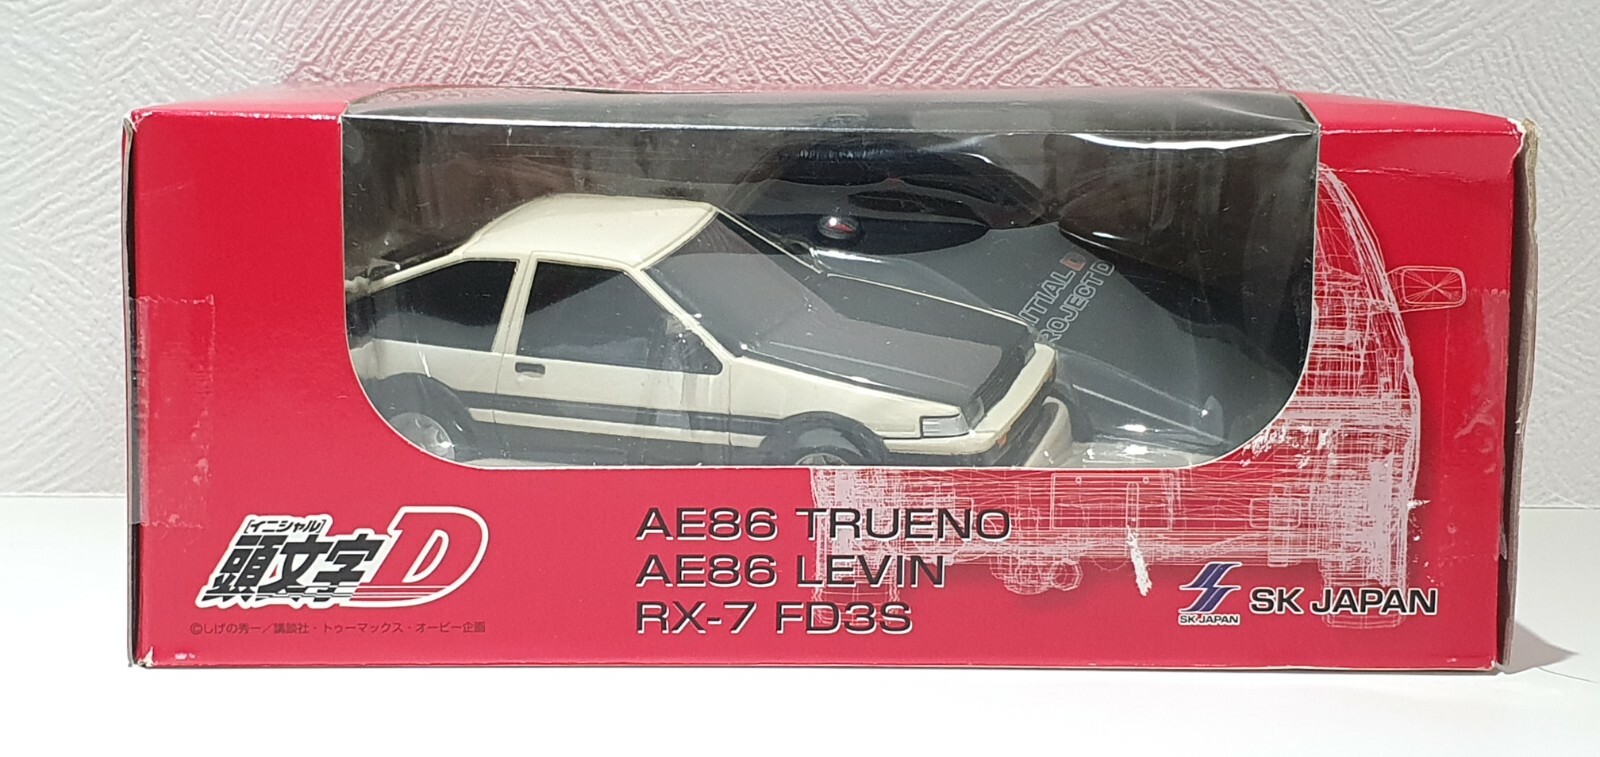 INITIAL D
PROJECT D
[イニシャル]
頭文字D
©しげの秀一／講談社・トゥーマックス・オービー企画
AE86 TRUENO
AE86 LEVIN
RX-7 FD3S
SK JAPAN
SK JAPAN